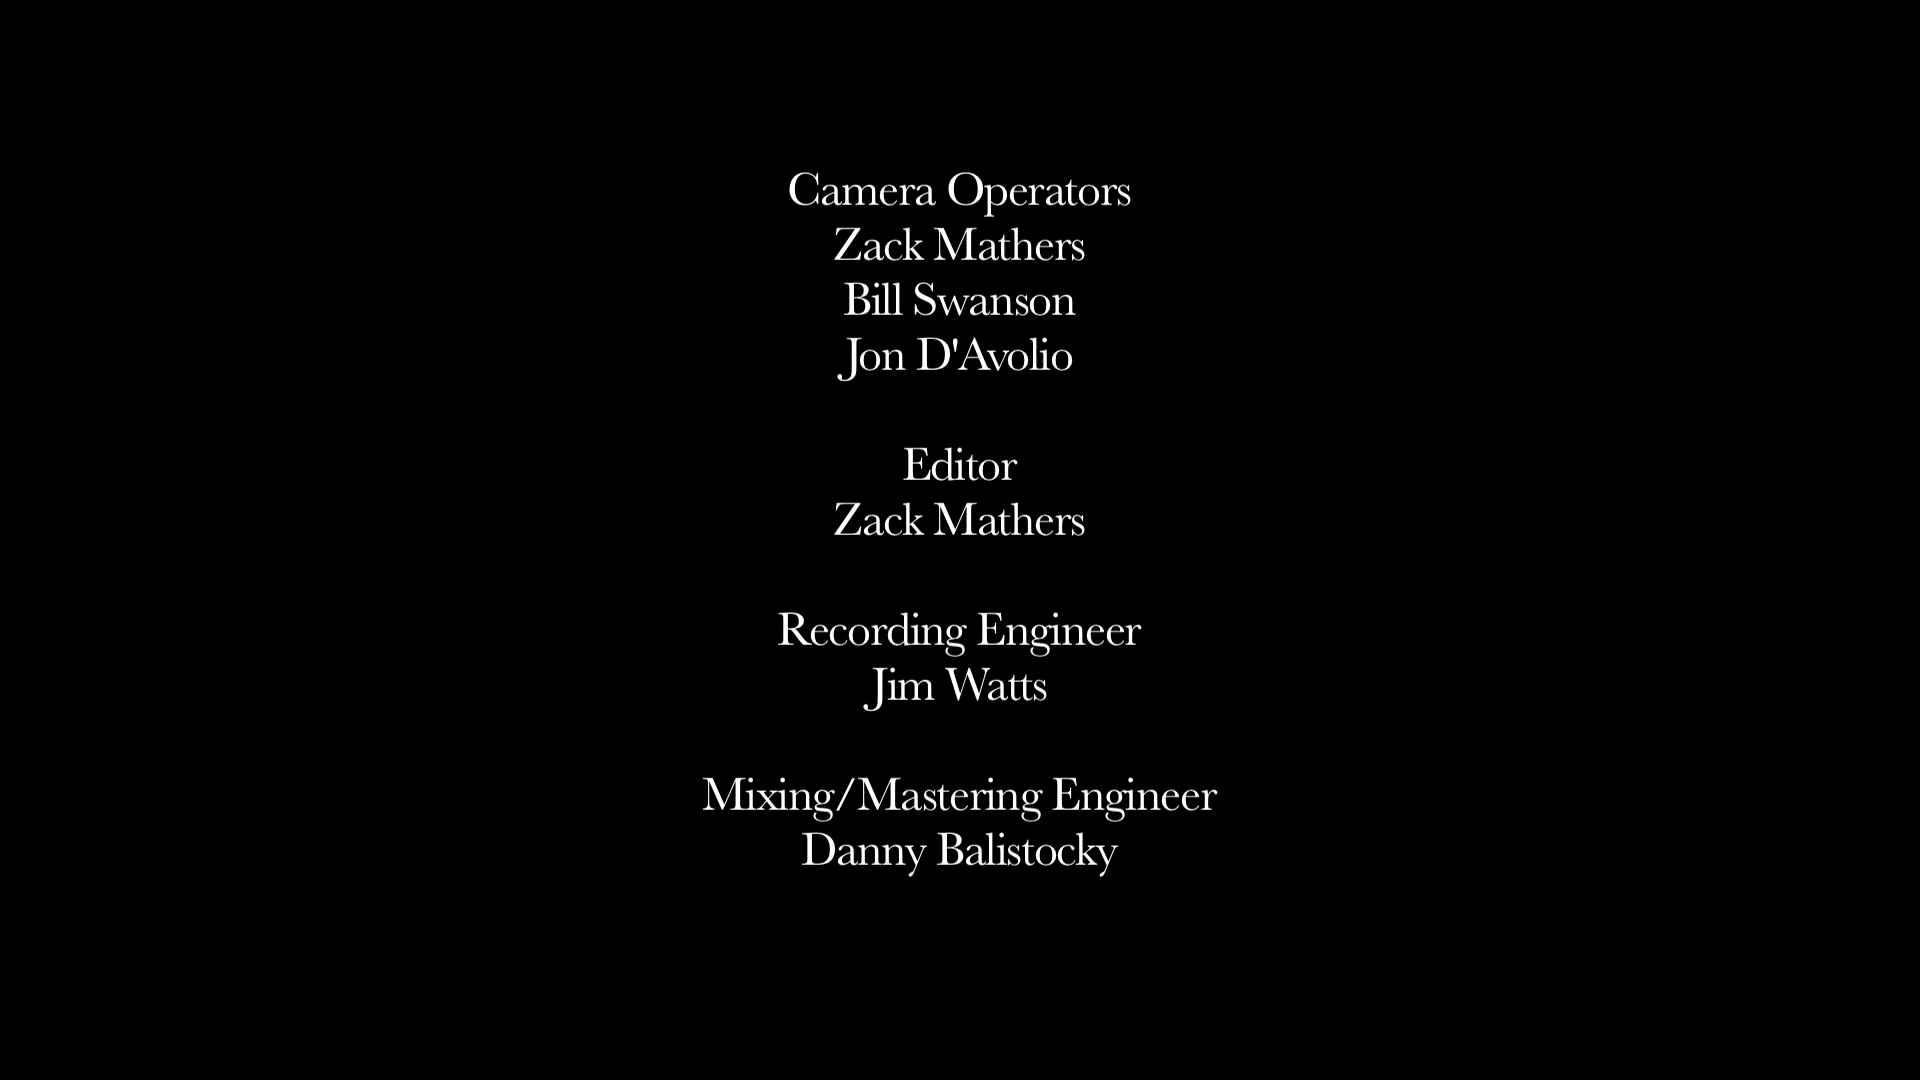 Camera Operators
Zack Mathers
Bill Swanson
Jon D'Avolio
Editor
Zack Mathers
Recording Engineer
Jim Watts
Mixing/Mastering Engineer
Danny Balistocky